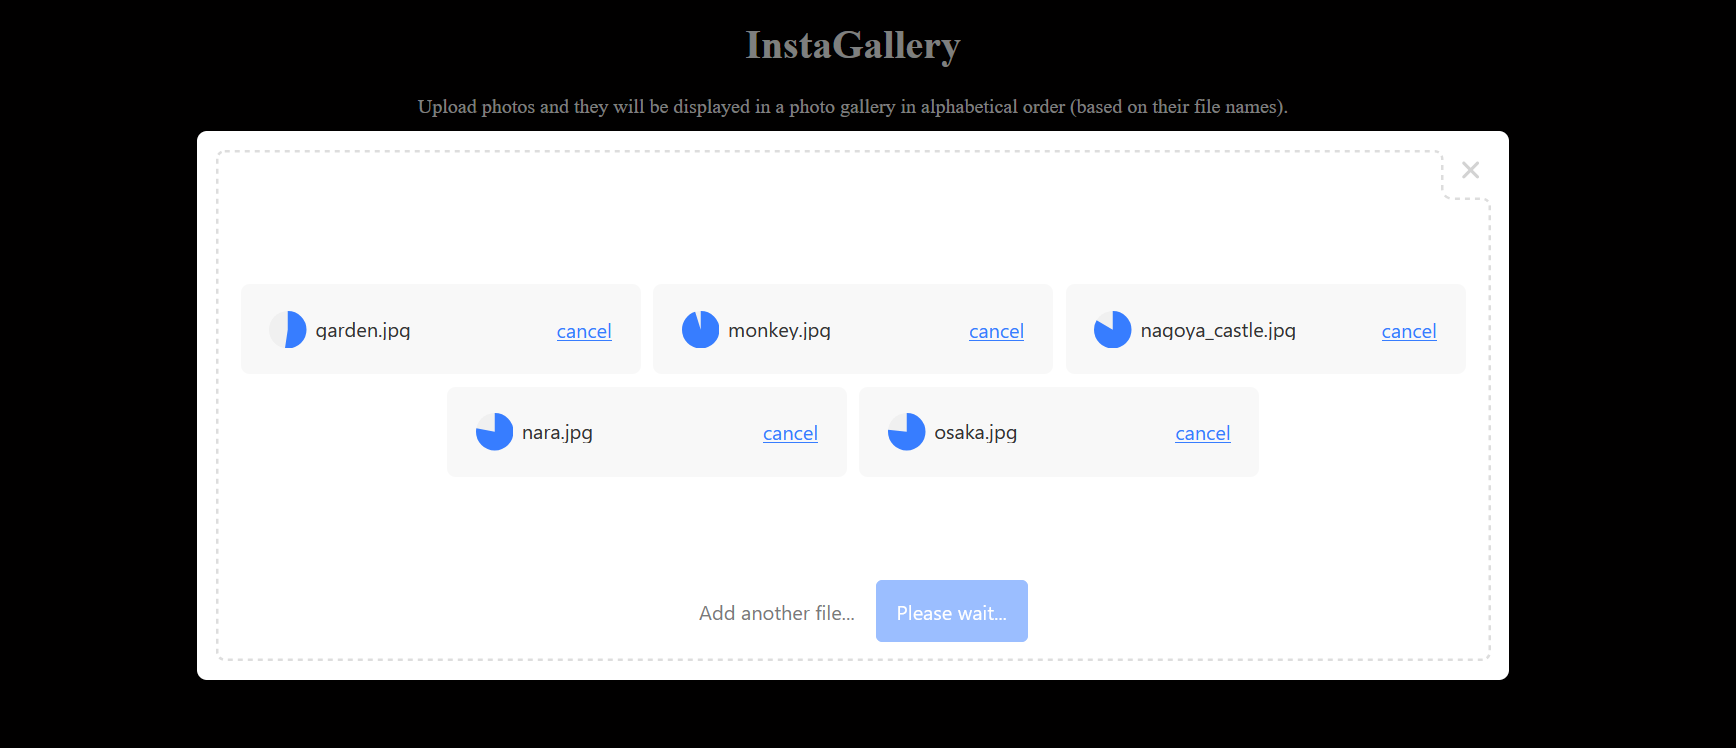 InstaGallery
Upload photos and they will be displayed in a photo gallery in alphabetical order (based on their file names).
garden.jpg cancel
monkey.jpg cancel
nagoya_castle.jpg cancel
nara.jpg cancel
osaka.jpg cancel
Add another file...
Please wait...